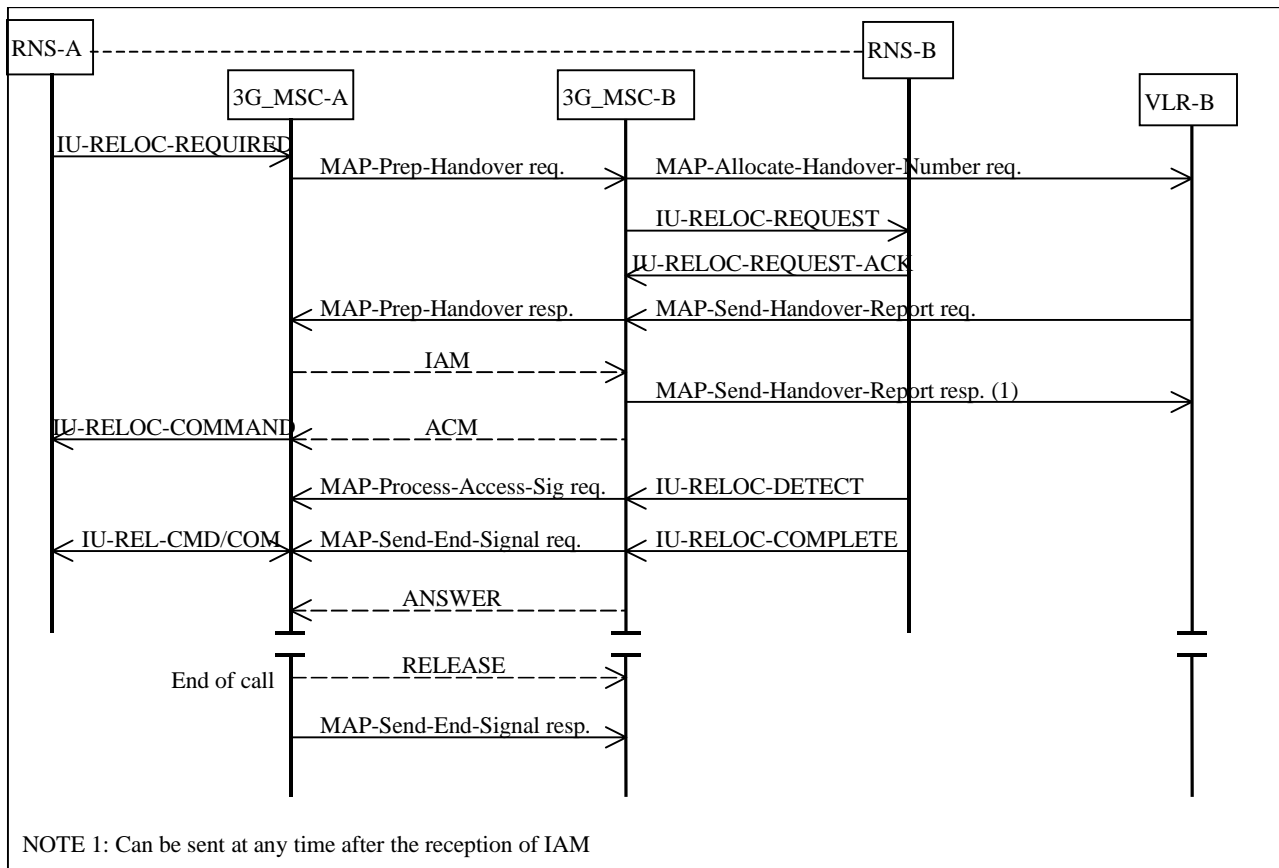 RNS-A
RNS-B
3G_MSC-A
3G_MSC-B
VLR-B
IU-RELOC-REQUIRED
MAP-Prep-Handover req.
MAP-Allocate-Handover-Number req.
IU-RELOC-REQUEST
IU-RELOC-REQUEST-ACK
MAP-Prep-Handover resp.
MAP-Send-Handover-Report req.
IAM
MAP-Send-Handover-Report resp. (1)
IU-RELOC-COMMAND
ACM
MAP-Process-Access-Sig req.
IU-RELOC-DETECT
IU-REL-CMD/COM
MAP-Send-End-Signal req.
IU-RELOC-COMPLETE
ANSWER
RELEASE
End of call
MAP-Send-End-Signal resp.
NOTE 1: Can be sent at any time after the reception of IAM